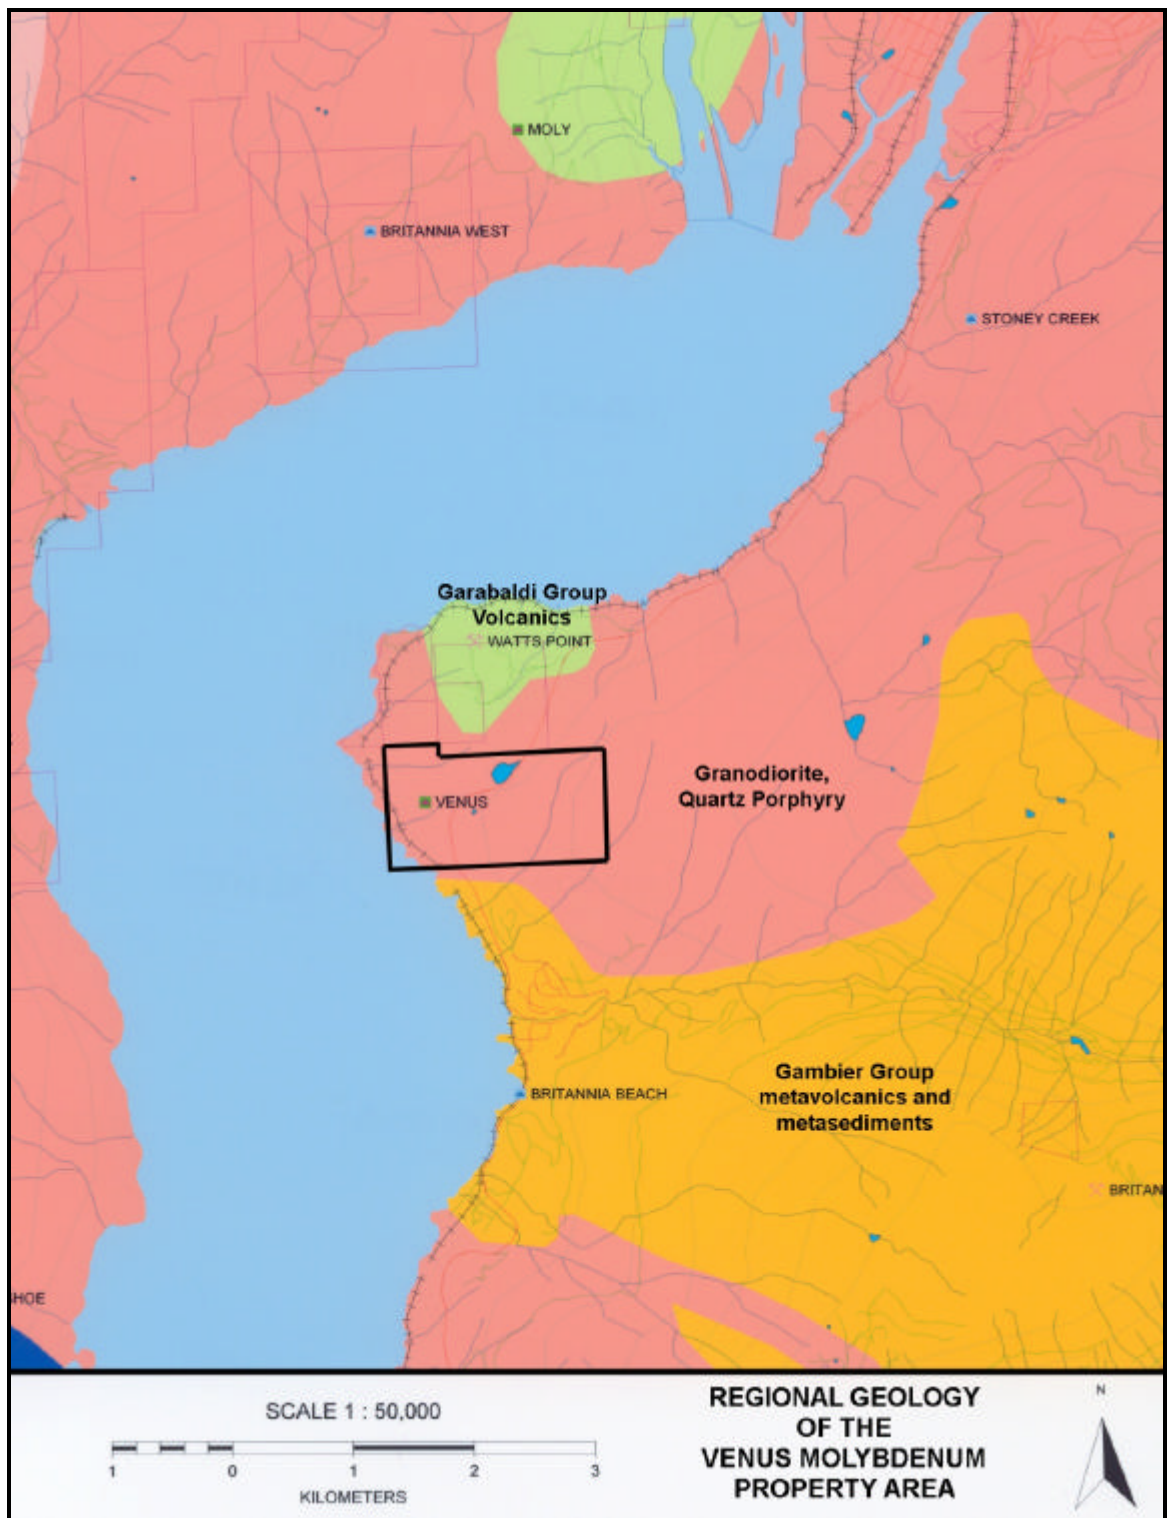 MOLY
BRITANNIA WEST
STONEY CREEK
Garabaldi Group
Volcanics
WATTS POINT
Granodiorite,
Quartz Porphyry
VENUS
Gambier Group
metavolcanics and
metasediments
BRITANNIA BEACH
BRITAN
HOE
SCALE 1 : 50,000
1 0 1 2 3
KILOMETERS
REGIONAL GEOLOGY
OF THE
VENUS MOLYBDENUM
PROPERTY AREA
N